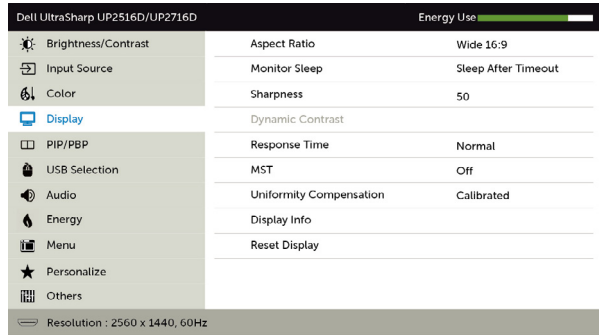 Dell UltraSharp UP2516D/UP2716D Energy Use
Brightness/Contrast Aspect Ratio Wide 16:9
Input Source Monitor Sleep Sleep After Timeout
Color Sharpness 50
Display Dynamic Contrast
PIP/PBP Response Time Normal
USB Selection MST Off
Audio Uniformity Compensation Calibrated
Energy Display Info
Menu Reset Display
Personalize
Others
Resolution : 2560 x 1440, 60Hz